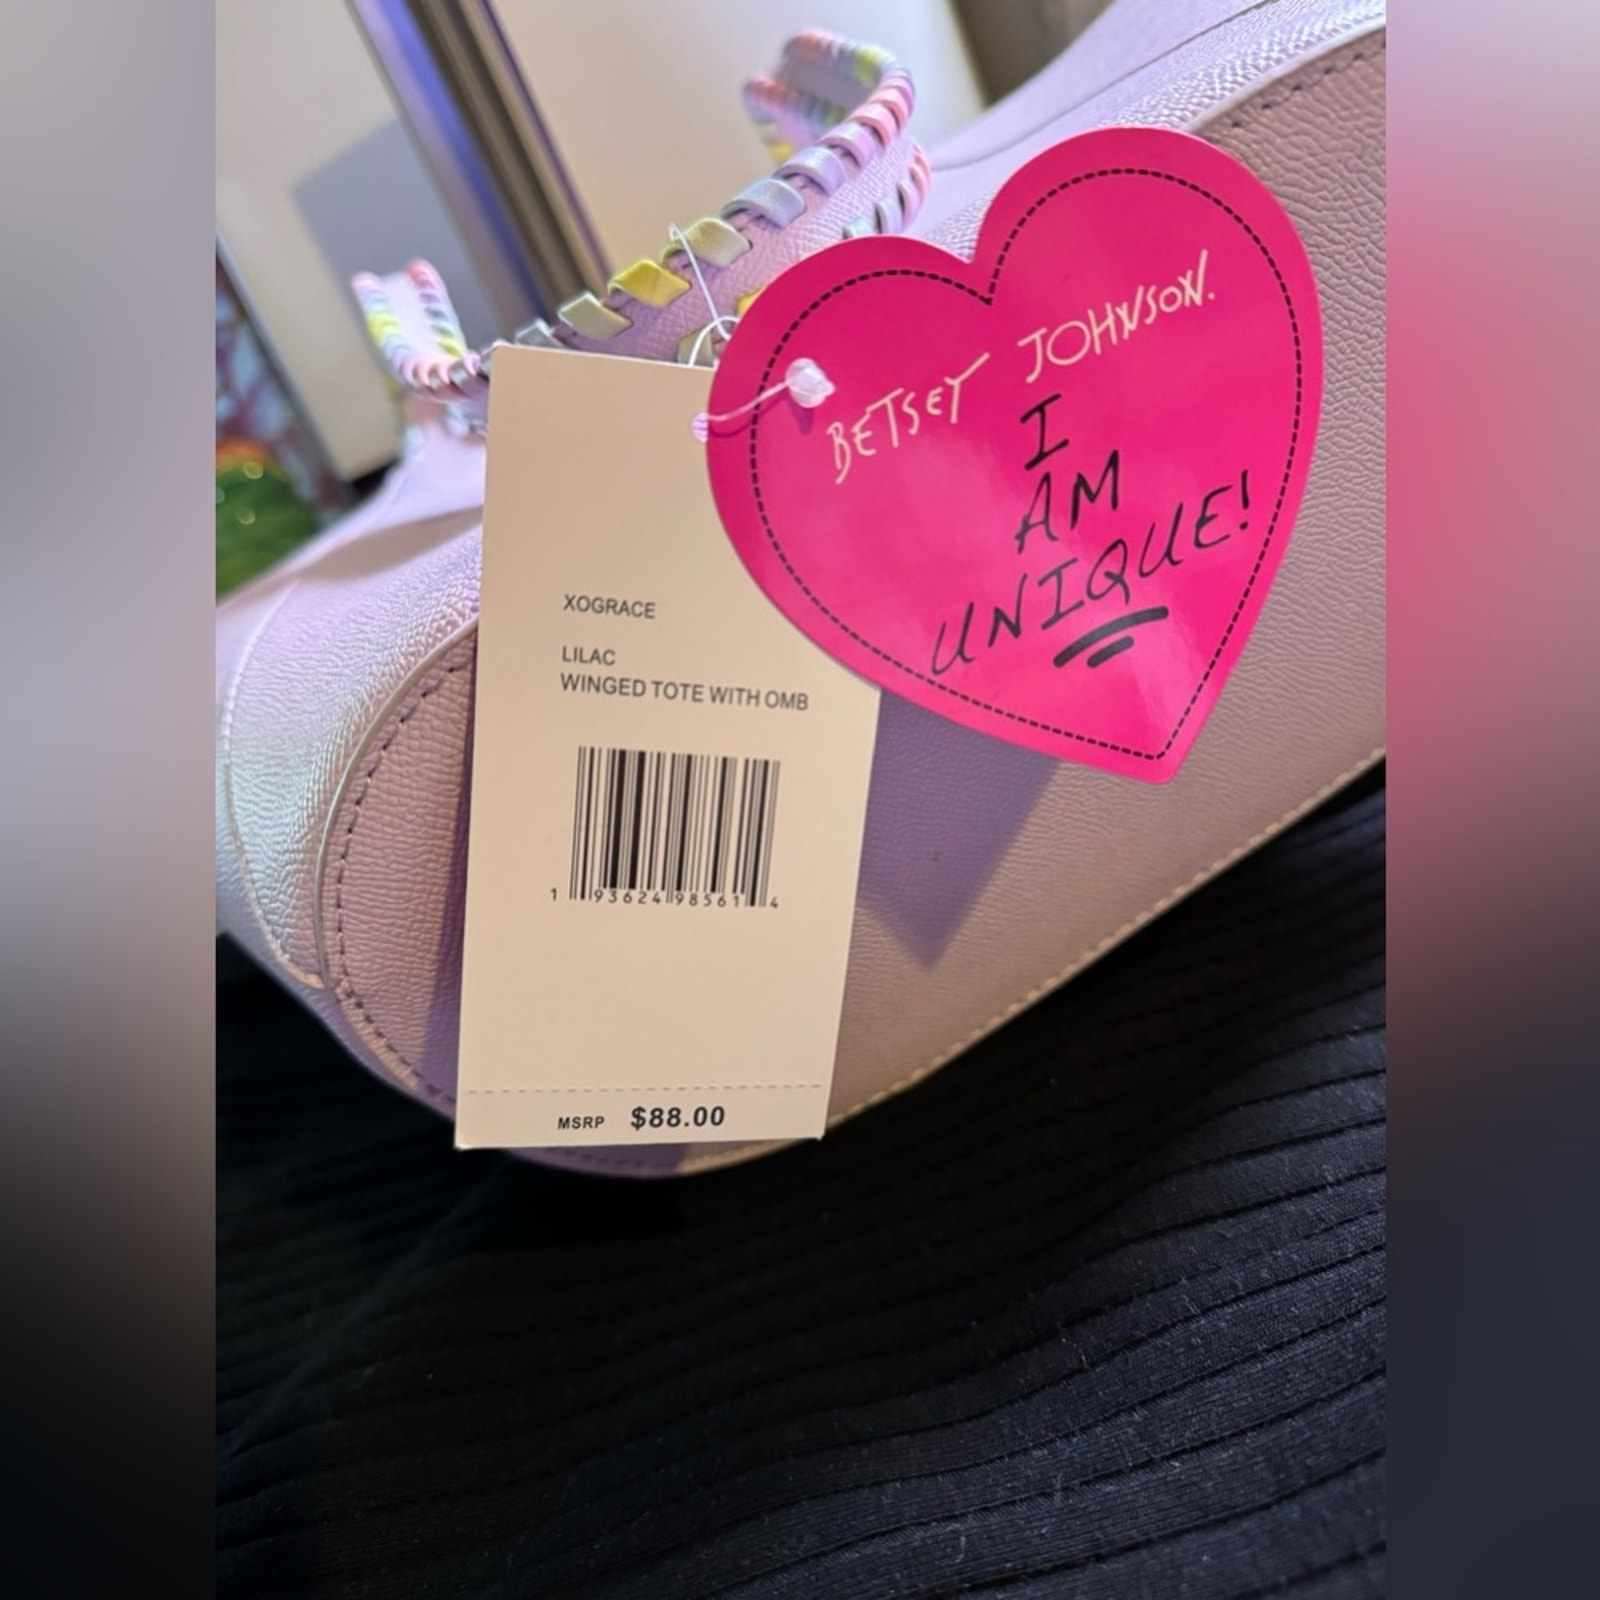 BETSEY JOHNSON.
I
AM
UNIQUE!
XOGRACE
LILAC
WINGED TOTE WITH OMB
1 93624 98561 4
MSRP $88.00